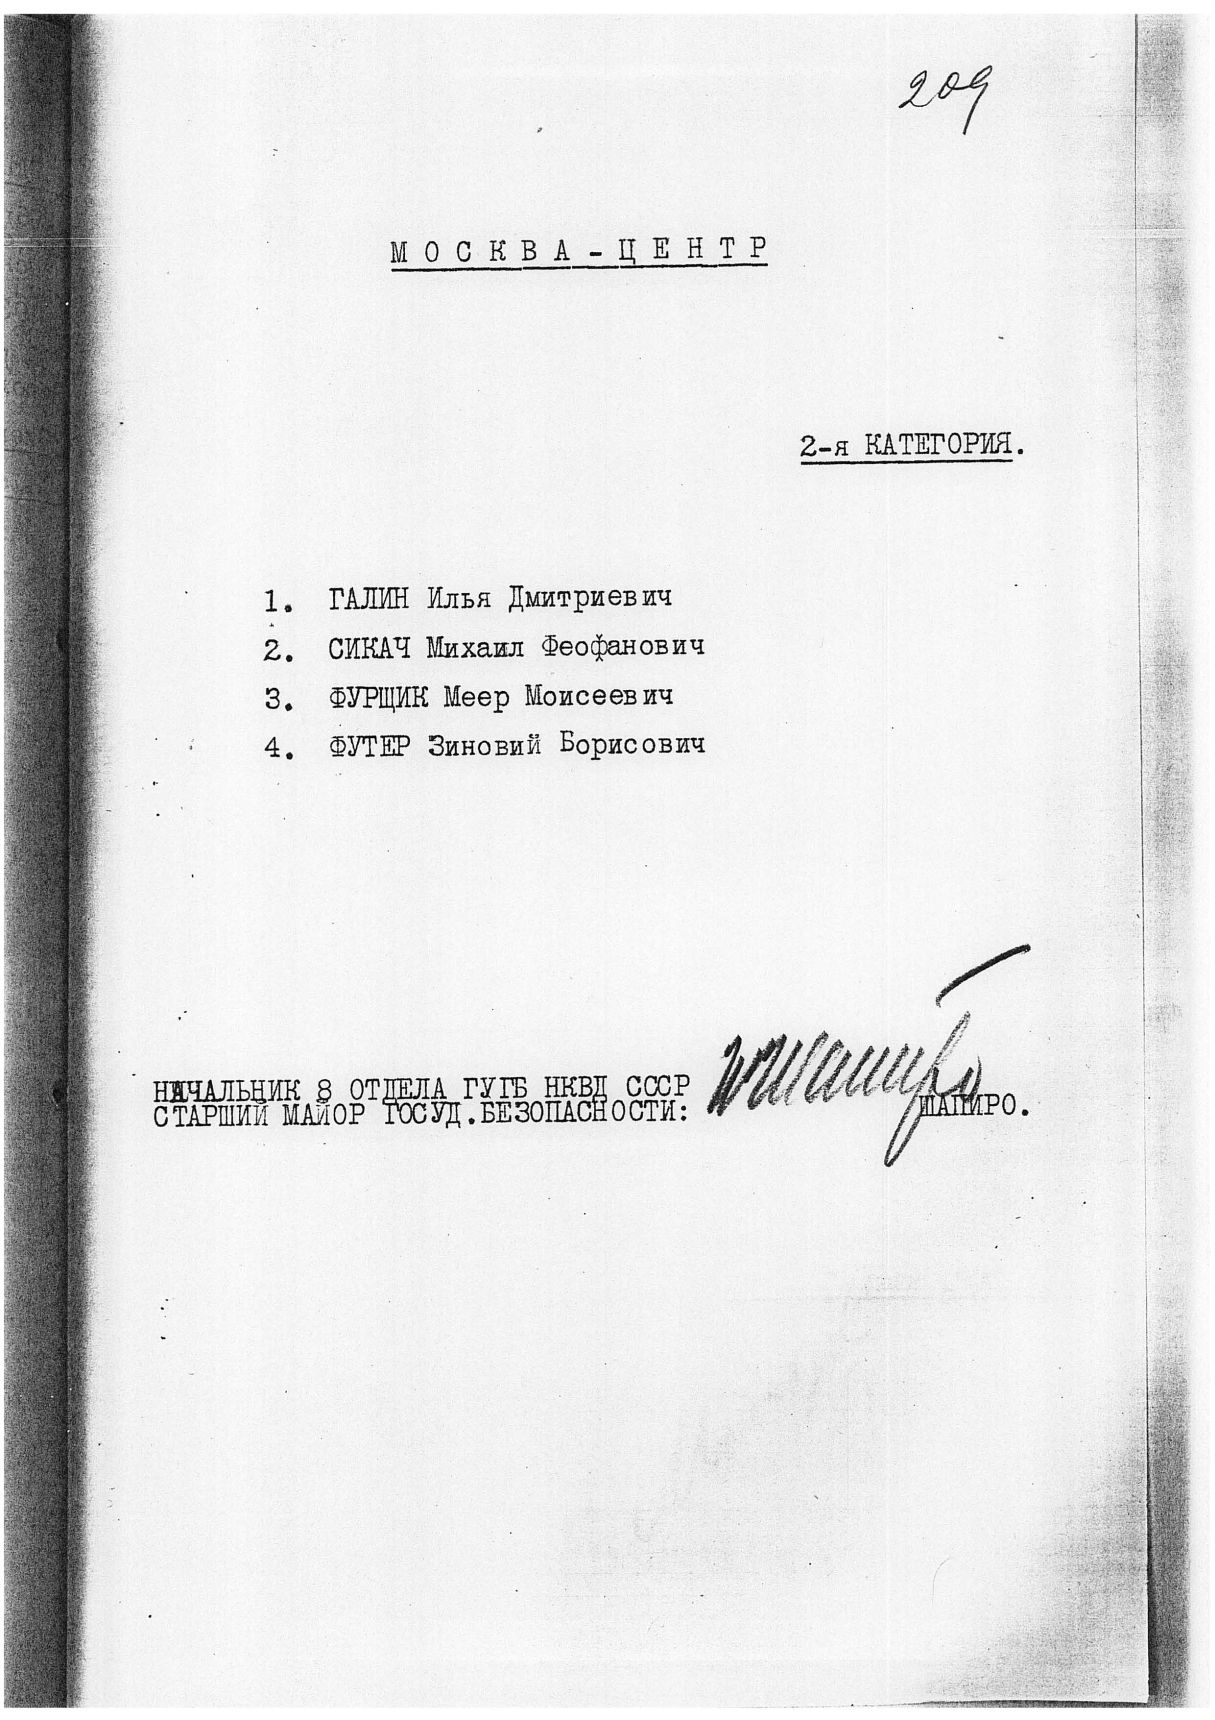 209
МОСКВА-ЦЕНТР
2-я КАТЕГОРИЯ.
1. ГАЛИН Илья Дмитриевич
2. СИКАЧ Михаил Феофанович
3. ФУРЩИК Меер Моисеевич
4. ФУТЕР Зиновий Борисович
НАЧАЛЬНИК 8 ОТДЕЛА ГУГБ НКВД СССР
СТАРШИЙ МАЙОР ГОСУД.БЕЗОПАСНОСТИ:
ШАПИРО.